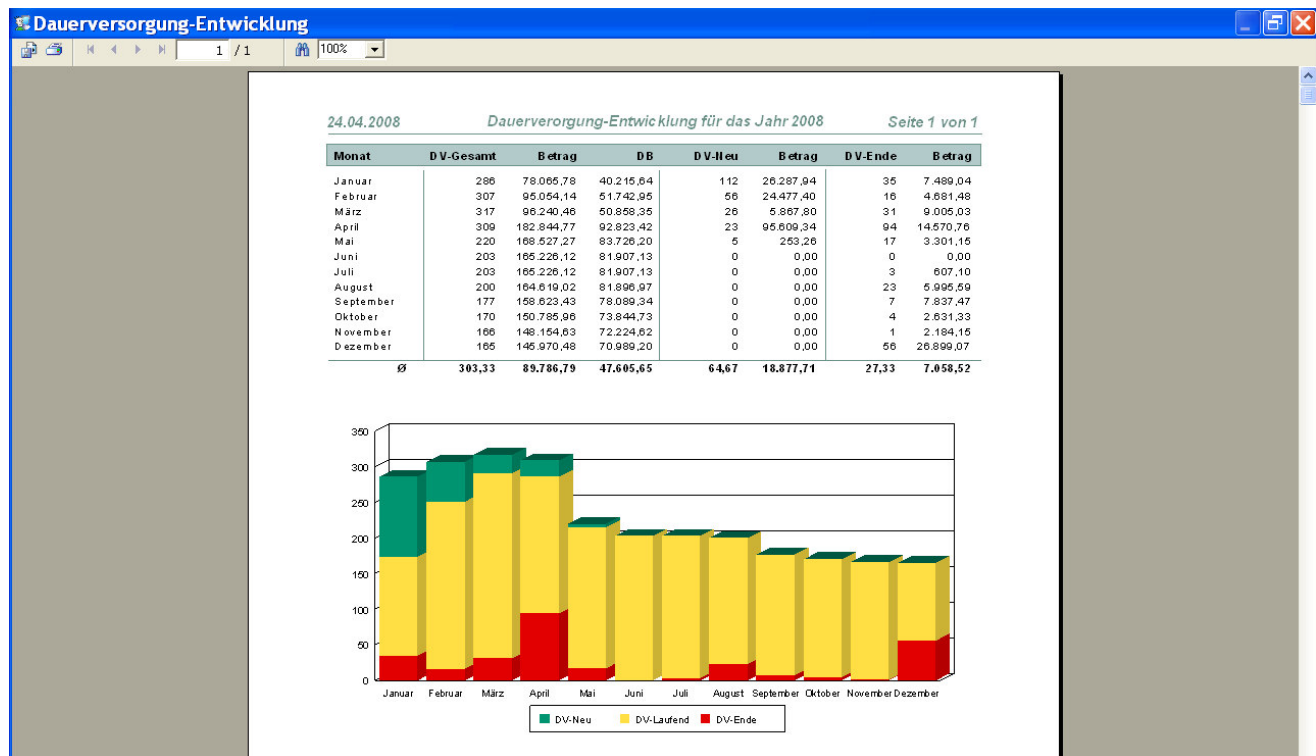 Dauerversorgung-Entwicklung
1 / 1 100%
24.04.2008 Dauerverorgung-Entwicklung für das Jahr 2008 Seite 1 von 1
Monat DV-Gesamt Betrag DB DV-Neu Betrag DV-Ende Betrag
Januar 286 78.065,78 40.215,64 112 26.287,94 35 7.489,04
Februar 307 95.054,14 51.742,95 56 24.477,40 16 4.681,48
März 317 96.240,46 50.858,35 26 5.867,80 31 9.005,03
April 309 182.844,77 92.823,42 23 95.609,34 94 14.570,76
Mai 220 168.527,27 83.726,20 5 253,26 17 3.301,15
Juni 203 165.226,12 81.907,13 0 0,00 0 0,00
Juli 203 165.226,12 81.907,13 0 0,00 3 607,10
August 200 164.619,02 81.896,97 0 0,00 23 5.995,59
September 177 158.623,43 78.089,34 0 0,00 7 7.837,47
Oktober 170 150.785,96 73.844,73 0 0,00 4 2.631,33
November 166 148.154,63 72.224,62 0 0,00 1 2.184,15
Dezember 165 145.970,48 70.989,20 0 0,00 56 26.899,07
Ø 303,33 89.786,79 47.605,65 64,67 18.877,71 27,33 7.058,52
350
300
250
200
150
100
50
0
Januar Februar März April Mai Juni Juli August September Oktober November Dezember
DV-Neu DV-Laufend DV-Ende